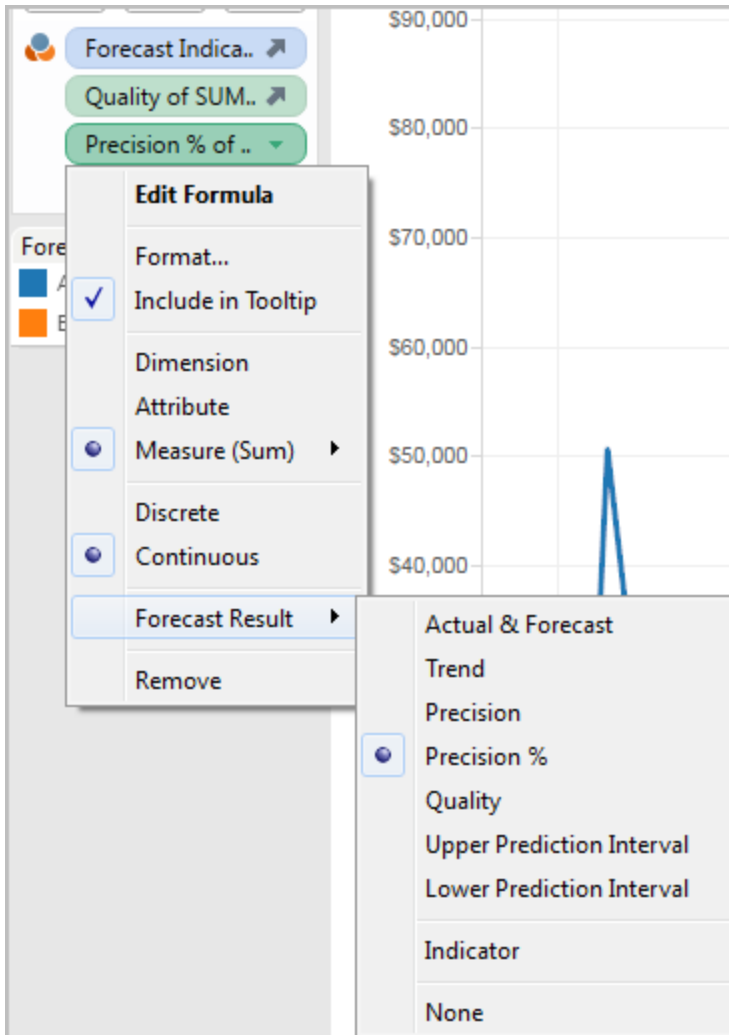 Forecast Indica..
Quality of SUM..
Precision % of ..
Edit Formula
Format...
Include in Tooltip
Dimension
Attribute
Measure (Sum)
Discrete
Continuous
Forecast Result
Remove
Fore
A
E
$90,000
$80,000
$70,000
$60,000
$50,000
$40,000
Actual & Forecast
Trend
Precision
Precision %
Quality
Upper Prediction Interval
Lower Prediction Interval
Indicator
None